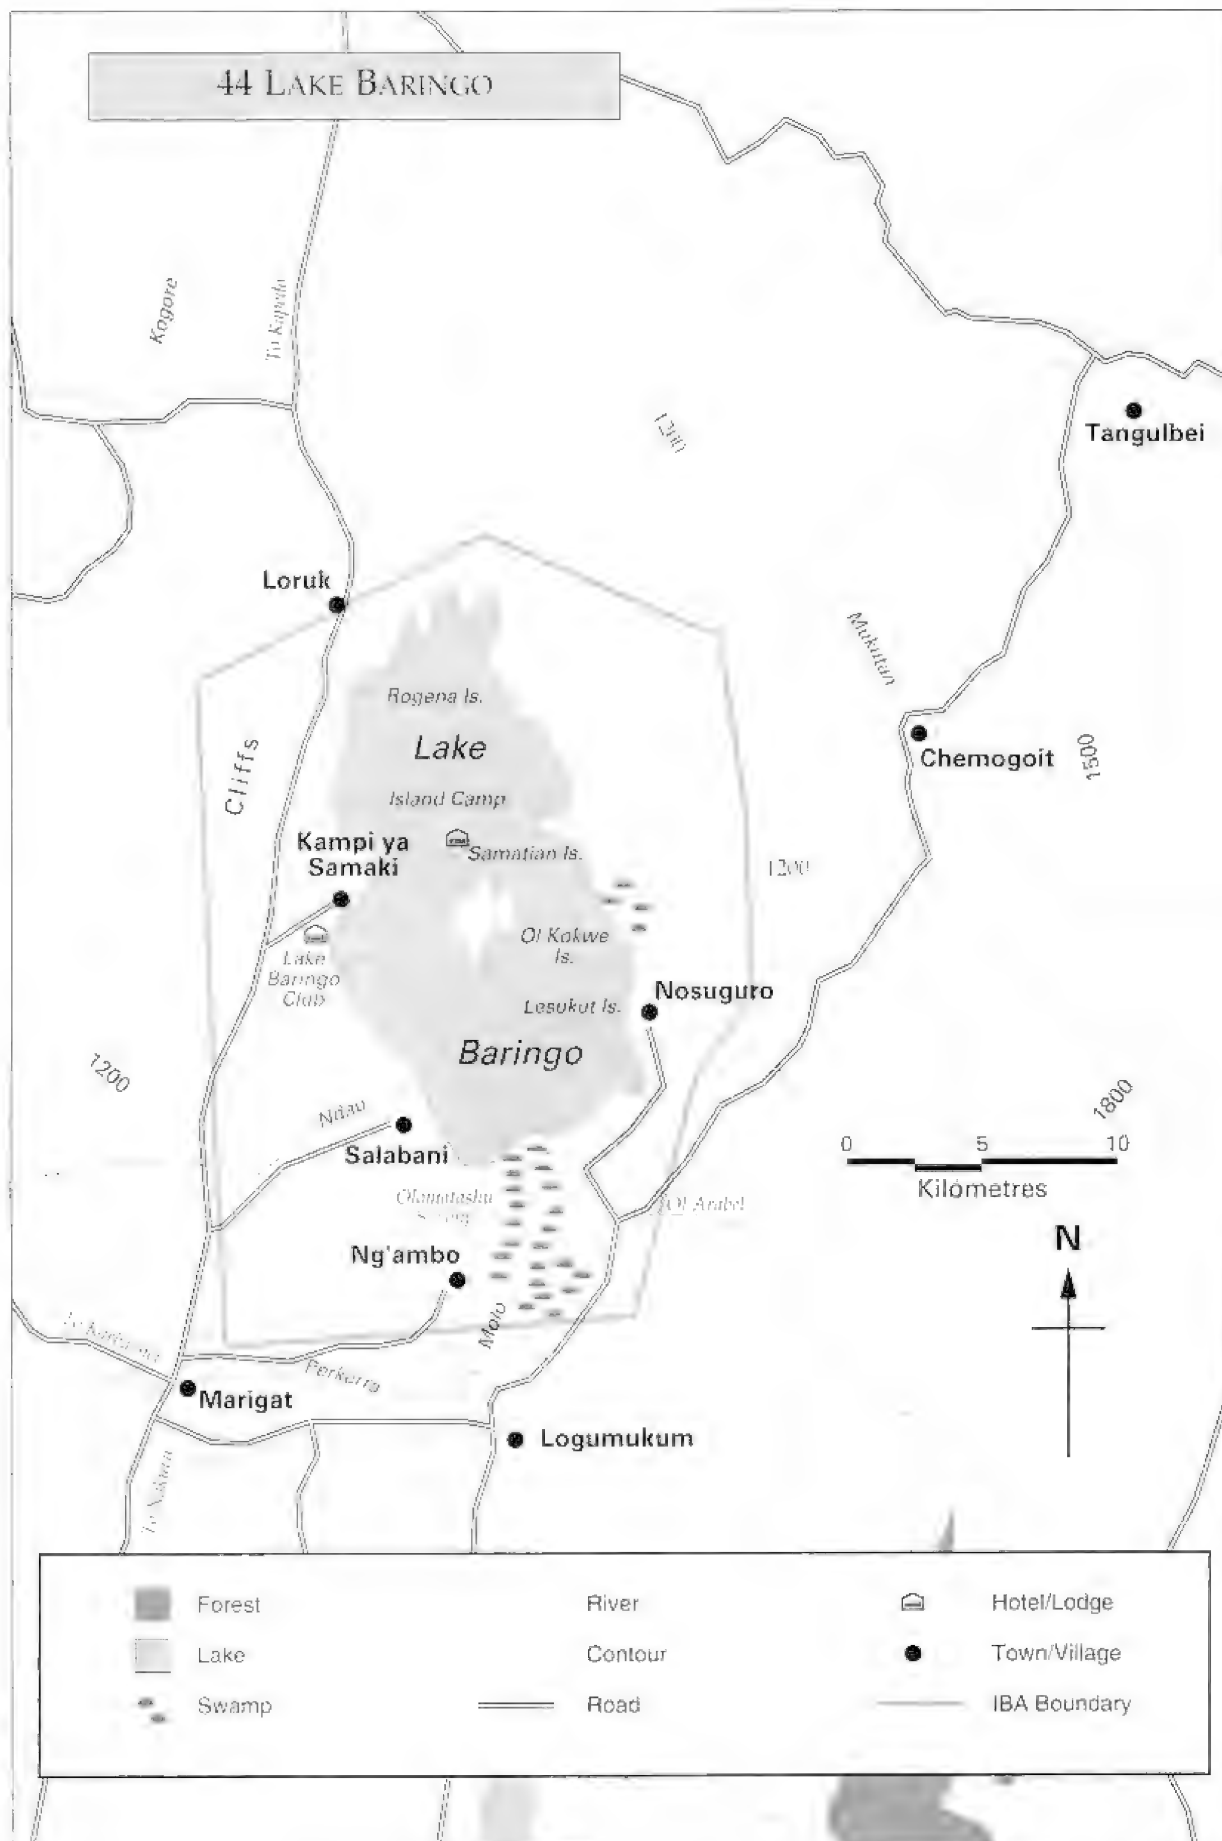 44 LAKE BARINGO
Kogore
To Kapedo
1200
Tangulbei
Loruk
Mukutan
Rogena Is.
Lake
Cliffs
Chemogoit
1500
Island Camp
Kampi ya
Samaki
Samatian Is.
1200
Ol Kokwe
Is.
Lake
Baringo
Club
Nosuguro
Lesukut Is.
Baringo
1200
Ndau
1800
Salabani
0 5 10
Kilometres
Ol Arabel
N
Ng'ambo
Molo
Perkerra
Marigat
Logumukum
To Nakuru
Forest
River
Hotel/Lodge
Lake
Contour
Town/Village
Swamp
Road
IBA Boundary